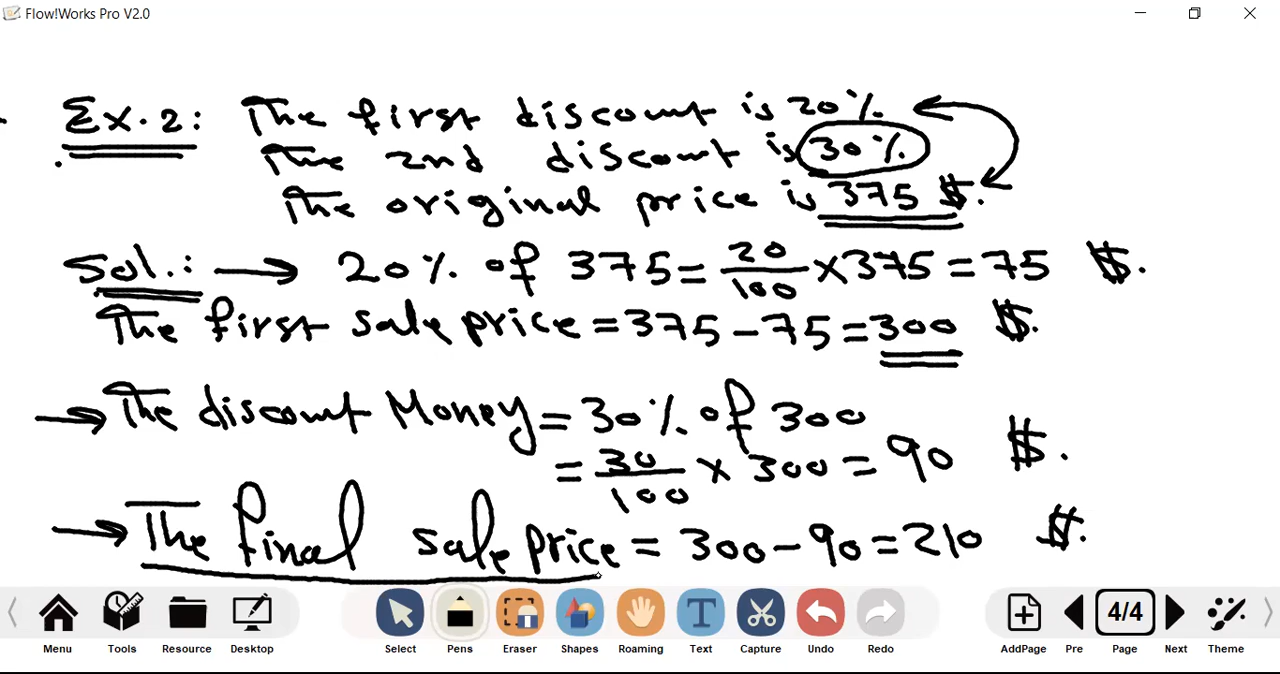 Flow!Works Pro V2.0
Ex.2: The first discount is 20%.
The 2nd discount is 30%.
The original price is 375 $.
Sol.: → 20% of 375 = 20/100 × 375 = 75 $.
The first sale price = 375 - 75 = 300 $.
→ The discount Money = 30% of 300
= 30/100 × 300 = 90 $.
→ The final sale price = 300 - 90 = 210 $.
4/4
Menu Tools Resource Desktop Select Pens Eraser Shapes Roaming Text Capture Undo Redo AddPage Pre Page Next Theme